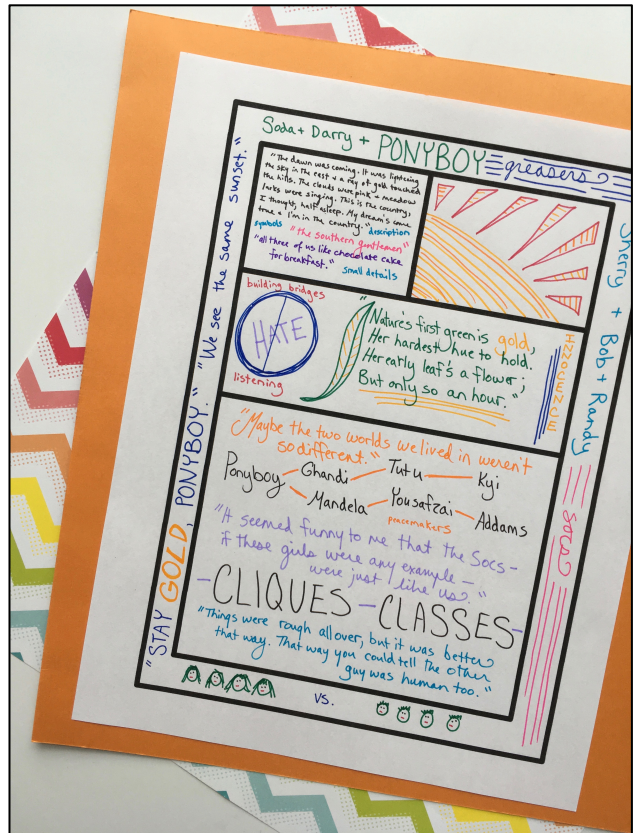 Soda + Darry + PONYBOY greasers
"The dawn was coming. It was lightening
the sky in the east + a ray of gold touched
the hills. The clouds were pink + meadow
larks were singing. This is the country,
I thought, half asleep. My dream's come
true + I'm in the country."
description
symbols
"the southern gentlemen"
"all three of us like chocolate cake
for breakfast."
small details
building bridges
HATE
listening
"Nature's first green is gold,
Her hardest hue to hold.
Her early leaf's a flower;
But only so an hour."
"Maybe the two worlds we lived in weren't
so different."
Ponyboy Ghandi Tutu Kyi
Mandela Yousafzai Addams
peacemakers
"It seemed funny to me that the Socs -
if these girls were any example -
were just like us."
- CLIQUES - CLASSES -
"Things were rough all over, but it was better
that way. That way you could tell the other
guy was human too."
vs.
"STAY GOLD, PONYBOY." "We see the same sunset."
Sherry + Bob + Randy Socs